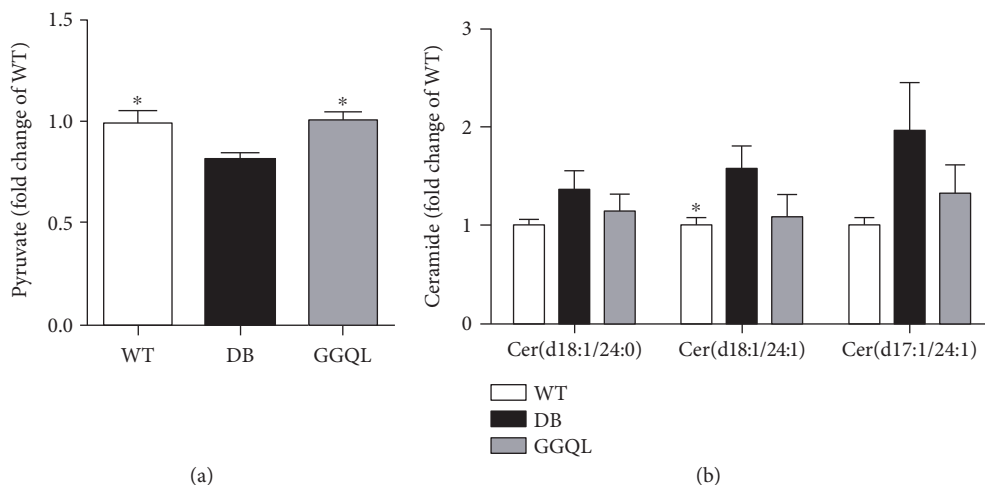 Pyruvate (fold change of WT)
1.5
1.0
0.5
0.0
*
*
WT
DB
GGQL
(a)
Ceramide (fold change of WT)
3
2
1
0
*
Cer(d18:1/24:0)
Cer(d18:1/24:1)
Cer(d17:1/24:1)
WT
DB
GGQL
(b)